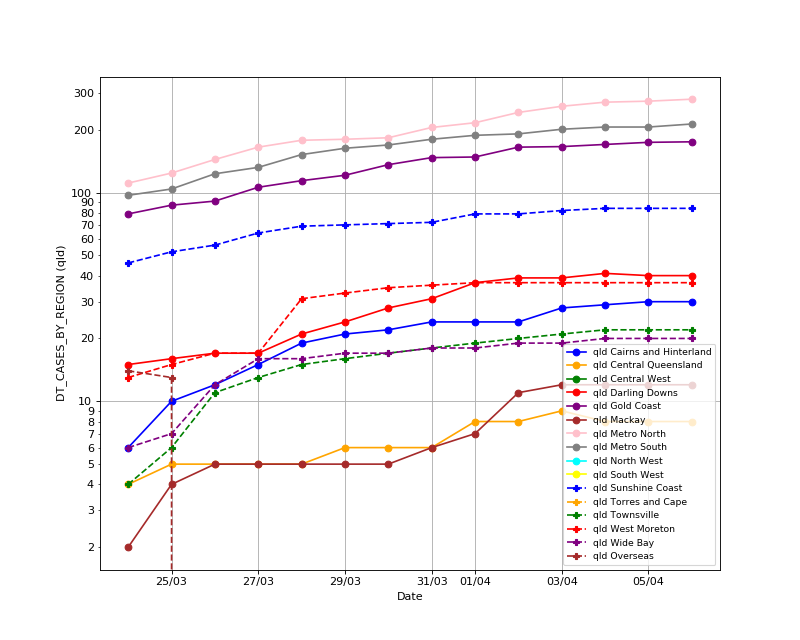 300
200
100
90
80
70
60
50
40
30
20
10
9
8
7
6
5
4
3
2
DT_CASES_BY_REGION (qld)
qld Cairns and Hinterland
qld Central Queensland
qld Central West
qld Darling Downs
qld Gold Coast
qld Mackay
qld Metro North
qld Metro South
qld North West
qld South West
qld Sunshine Coast
qld Torres and Cape
qld Townsville
qld West Moreton
qld Wide Bay
qld Overseas
25/03 27/03 29/03 31/03 01/04 03/04 05/04
Date